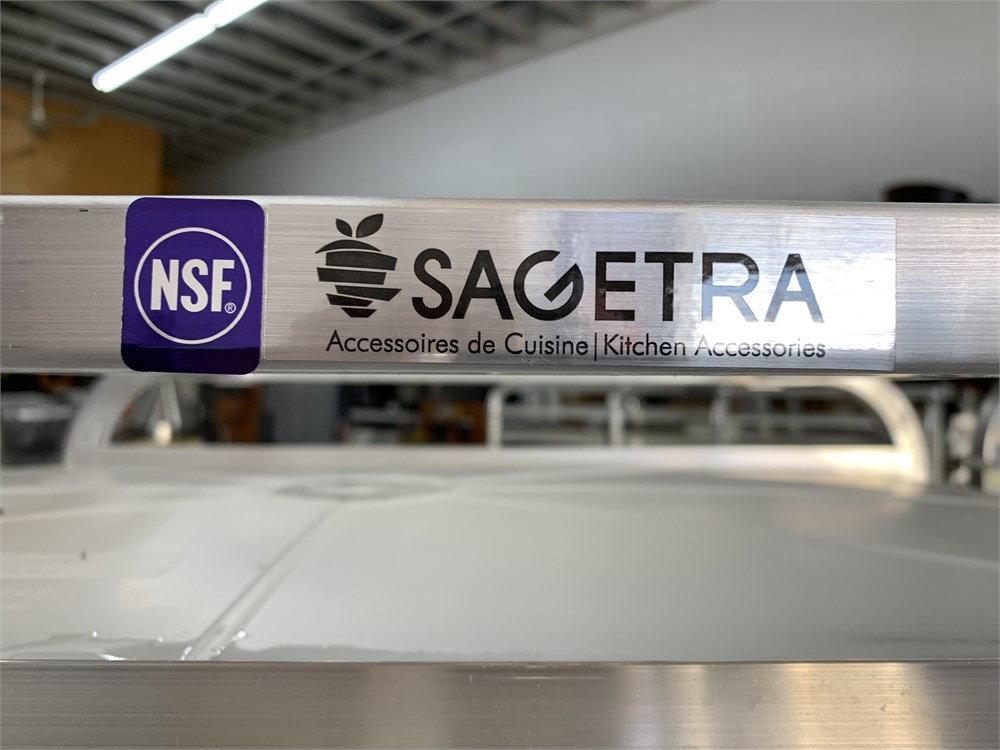 NSF®
SAGETRA
Accessoires de Cuisine|Kitchen Accessories